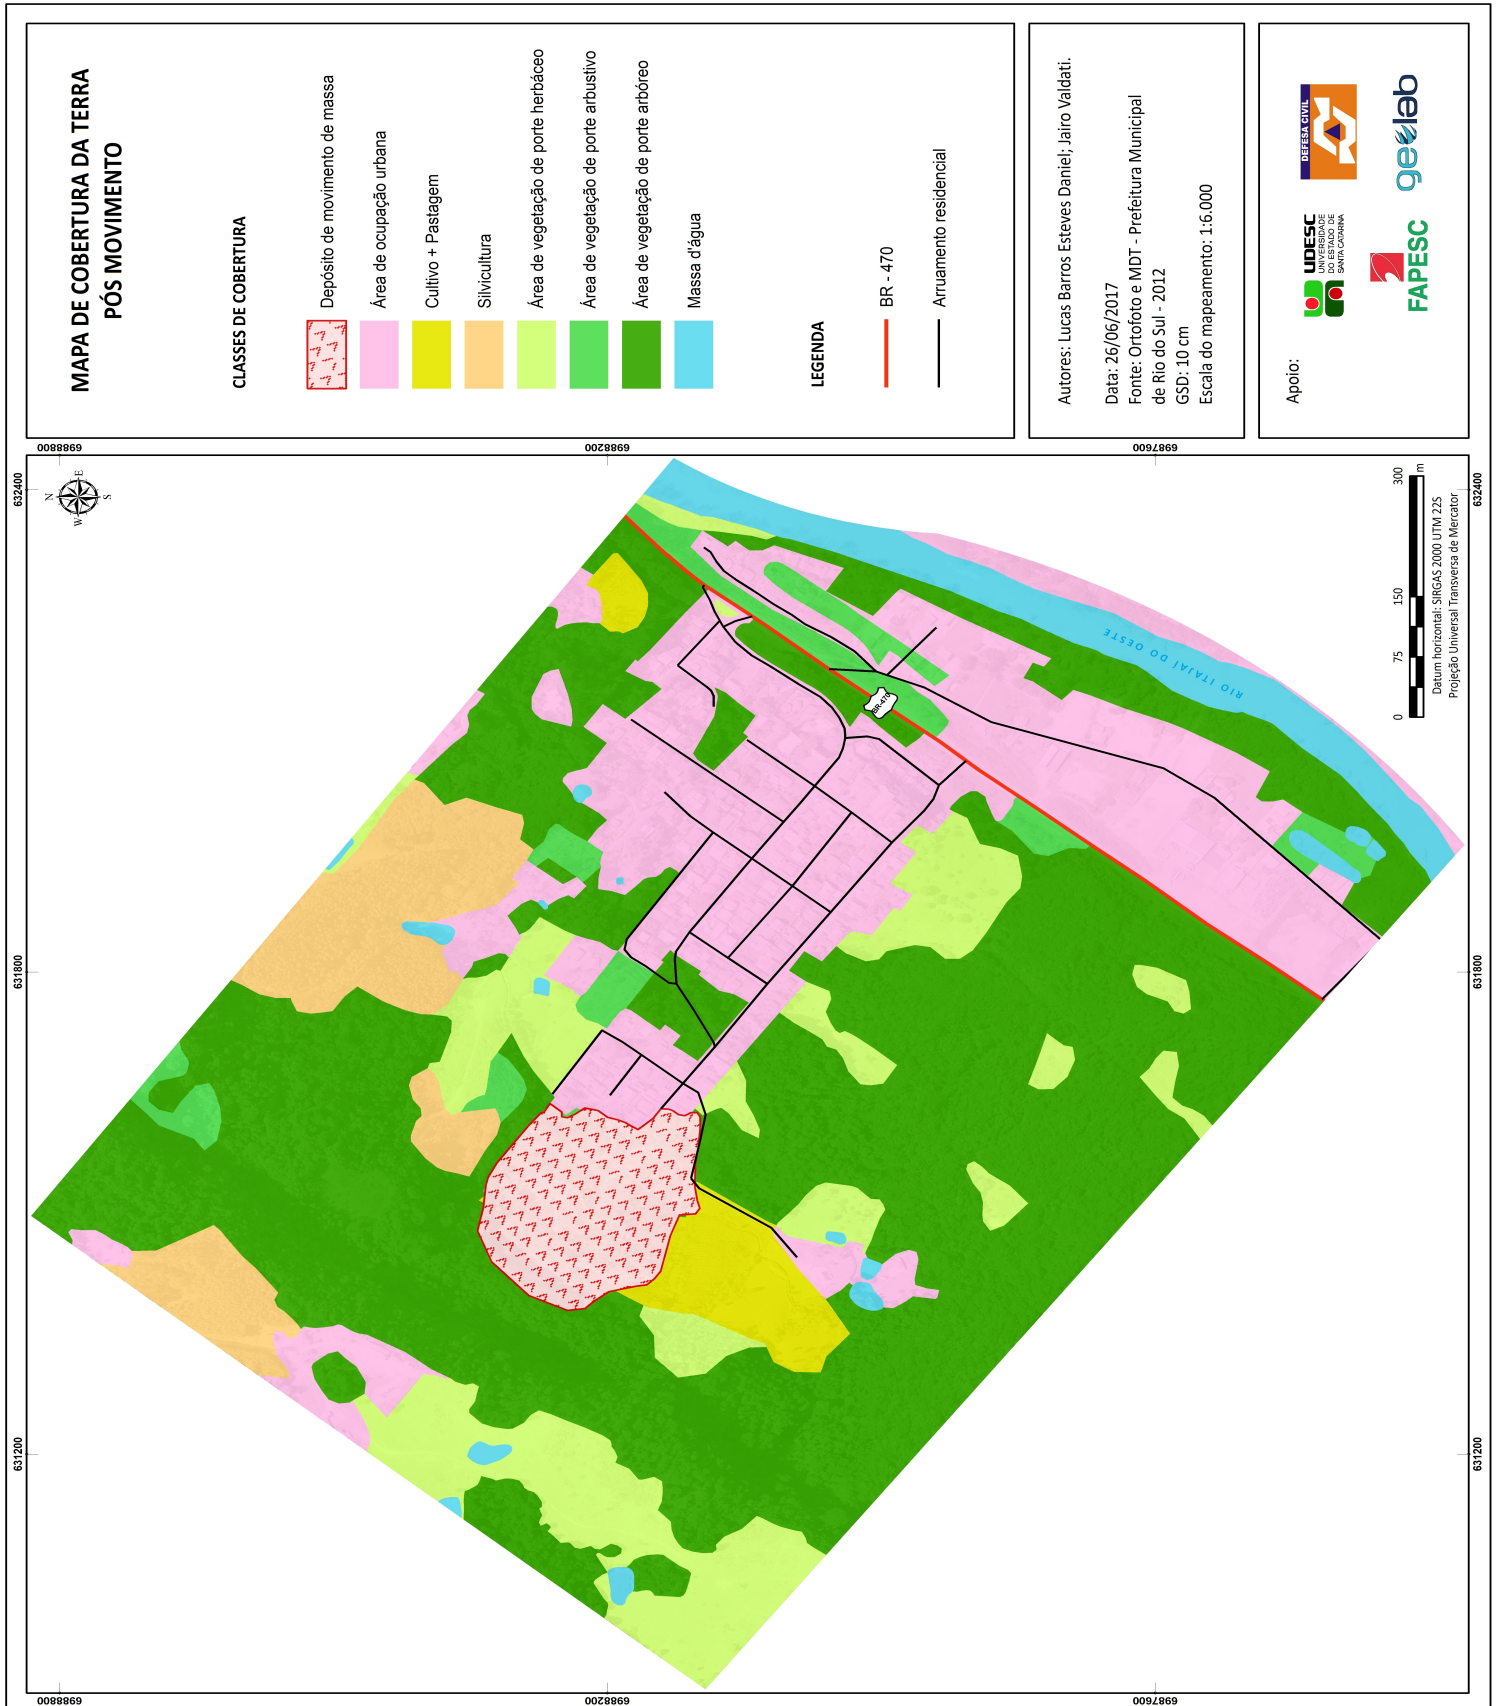 MAPA DE COBERTURA DA TERRA
PÓS MOVIMENTO
CLASSES DE COBERTURA
Depósito de movimento de massa
Área de ocupação urbana
Cultivo + Pastagem
Silvicultura
Área de vegetação de porte herbáceo
Área de vegetação de porte arbustivo
Área de vegetação de porte arbóreo
Massa d'água
LEGENDA
BR - 470
Arruamento residencial
Autores: Lucas Barros Esteves Daniel; Jairo Valdati.
Data: 26/06/2017
Fonte: Ortofoto e MDT - Prefeitura Municipal
de Rio do Sul - 2012
GSD: 10 cm
Escala do mapeamento: 1:6.000
Apoio:
UDESC
UNIVERSIDADE
DO ESTADO DE
SANTA CATARINA
DEFESA CIVIL
FAPESC
geolab
6988800
6988200
6987600
632400
632400
631800
631800
631200
631200
6988800
6988200
6987600
N
E
S
W
BR-470
RIO ITAJAÍ DO OESTE
0 75 150 300
m
Datum horizontal: SIRGAS 2000 UTM 22S
Projeção Universal Transversa de Mercator